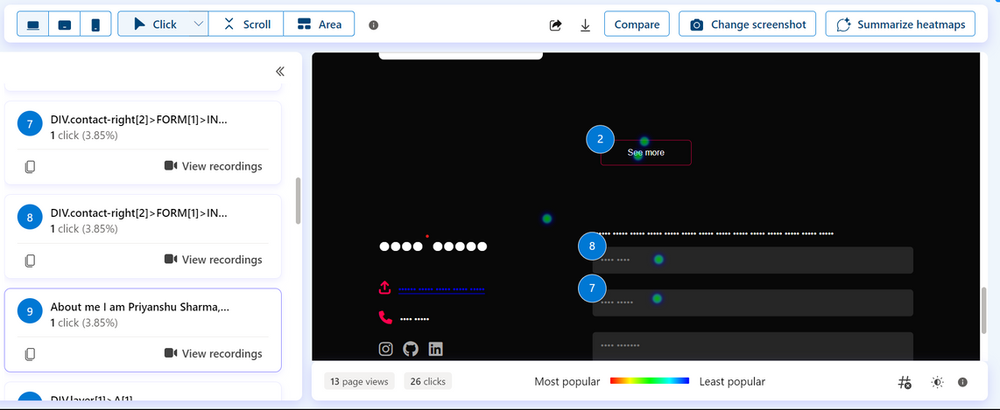 Click
Scroll
Area
Compare
Change screenshot
Summarize heatmaps
7
DIV.contact-right[2]>FORM[1]>IN...
1 click (3.85%)
View recordings
8
DIV.contact-right[2]>FORM[1]>IN...
1 click (3.85%)
View recordings
9
About me I am Priyanshu Sharma,...
1 click (3.85%)
View recordings
DIV.layer[1]>A[1]
2
See more
8
7
13 page views
26 clicks
Most popular
Least popular